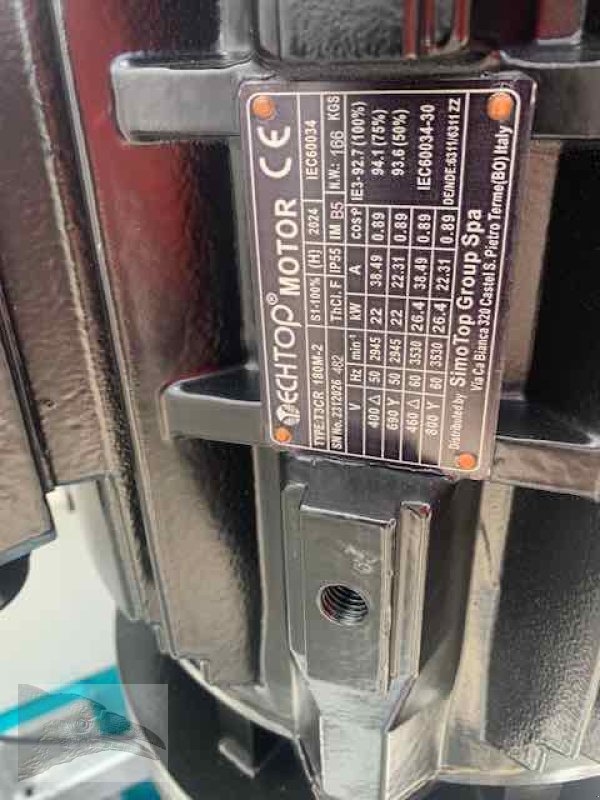 TECHTOP® MOTOR CE
TYPE T3CR 180M-2 S1-100% (H) 2024 IEC60034
SN No. 2312026 482 ThCl. F IP55 IM B5 N.W.: 166 KGS
V Hz min⁻¹ kW A cosφ IE3-92.7 (100%)
400 Δ 50 2945 22 38.49 0.89 94.1 (75%)
690 Y 50 2945 22 22.31 0.89 93.6 (50%)
460 Δ 60 3530 26.4 38.49 0.89 IEC60034-30
800 Y 60 3530 26.4 22.31 0.89 DE/NDE:6311/6311 ZZ
Distributed by SimoTop Group Spa
Via Ca Bianca 320 Castel S. Pietro Terme(BO) Italy